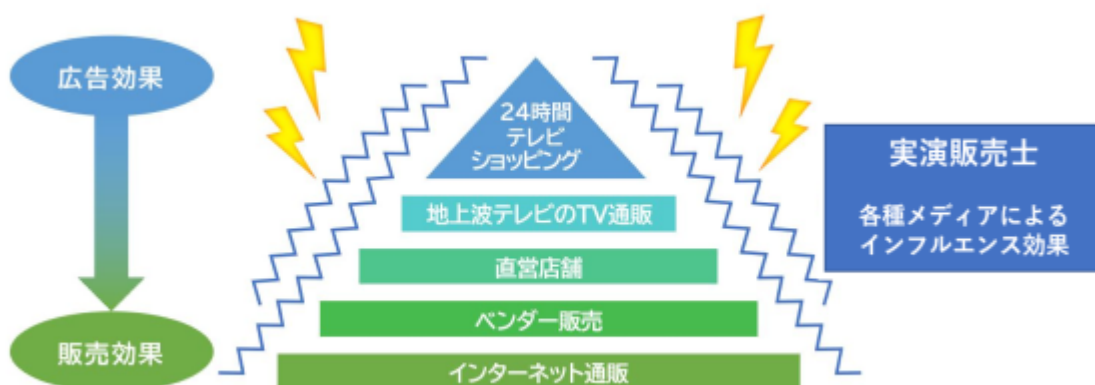 広告効果
販売効果
24時間
テレビ
ショッピング
地上波テレビのTV通販
直営店舗
ベンダー販売
インターネット通販
実演販売士
各種メディアによる
インフルエンス効果